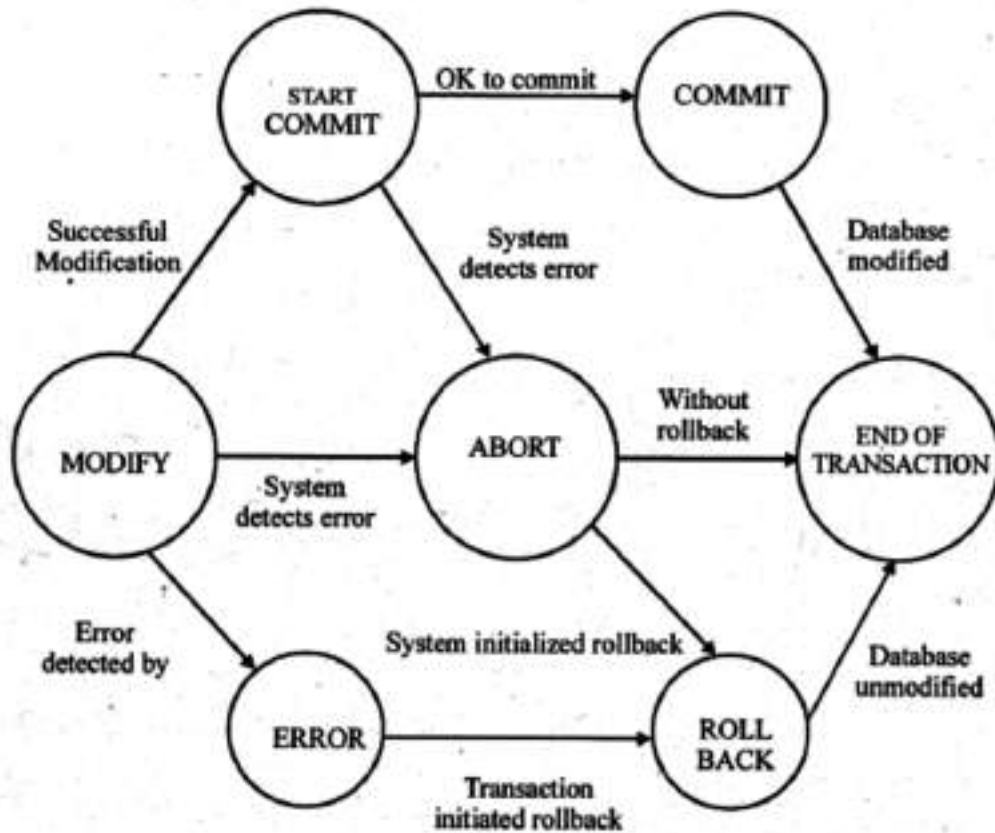 START
COMMIT
OK to commit
COMMIT
Successful
Modification
System
detects error
Database
modified
MODIFY
System
detects error
ABORT
Without
rollback
END OF
TRANSACTION
Error
detected by
System initialized rollback
Database
unmodified
ERROR
Transaction
initiated rollback
ROLL
BACK